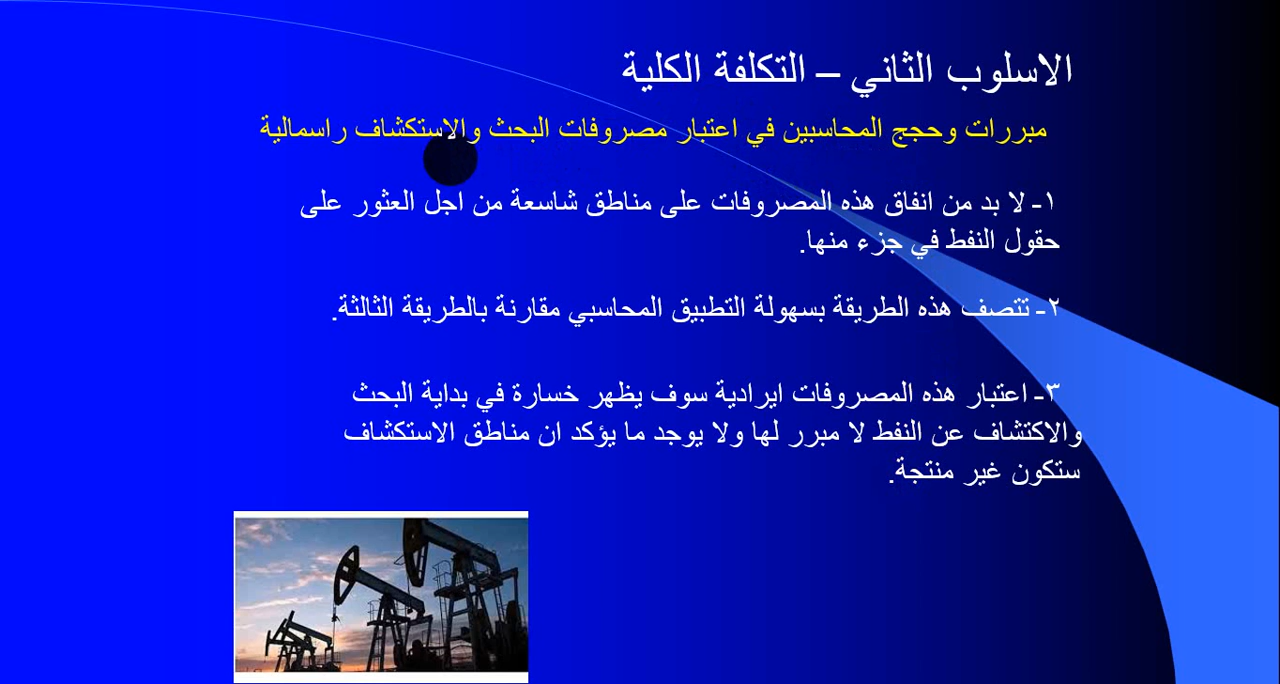 الاسلوب الثاني – التكلفة الكلية
مبررات وحجج المحاسبين في اعتبار مصروفات البحث والاستكشاف راسمالية
١- لا بد من انفاق هذه المصروفات على مناطق شاسعة من اجل العثور على
حقول النفط في جزء منها.
٢- تتصف هذه الطريقة بسهولة التطبيق المحاسبي مقارنة بالطريقة الثالثة.
٣- اعتبار هذه المصروفات ايرادية سوف يظهر خسارة في بداية البحث
والاكتشاف عن النفط لا مبرر لها ولا يوجد ما يؤكد ان مناطق الاستكشاف
ستكون غير منتجة.